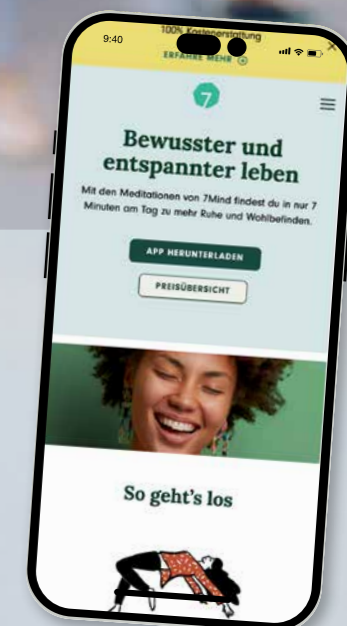 9:40
100% Kostenerstattung
ERFAHRE MEHR
7
Bewusster und
entspannter leben
Mit den Meditationen von 7Mind findest du in nur 7
Minuten am Tag zu mehr Ruhe und Wohlbefinden.
APP HERUNTERLADEN
PREISÜBERSICHT
So geht's los